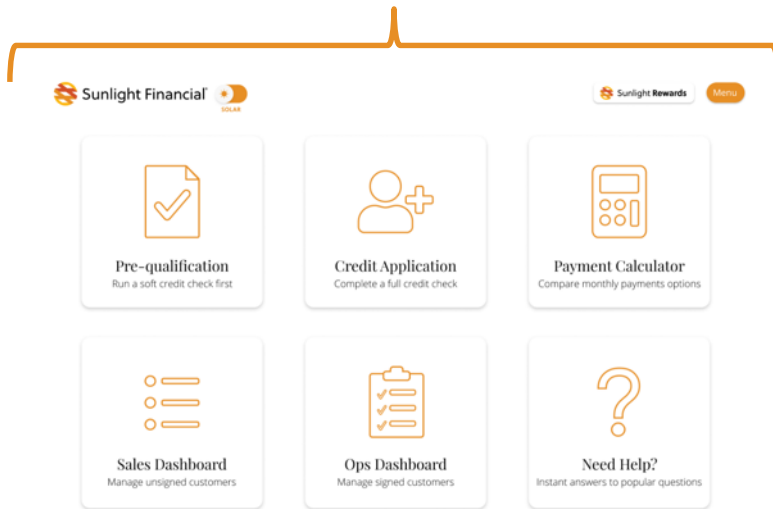 Sunlight Financial
SOLAR
Sunlight Rewards
Menu
Pre-qualification
Run a soft credit check first
Credit Application
Complete a full credit check
Payment Calculator
Compare monthly payments options
Sales Dashboard
Manage unsigned customers
Ops Dashboard
Manage signed customers
Need Help?
Instant answers to popular questions